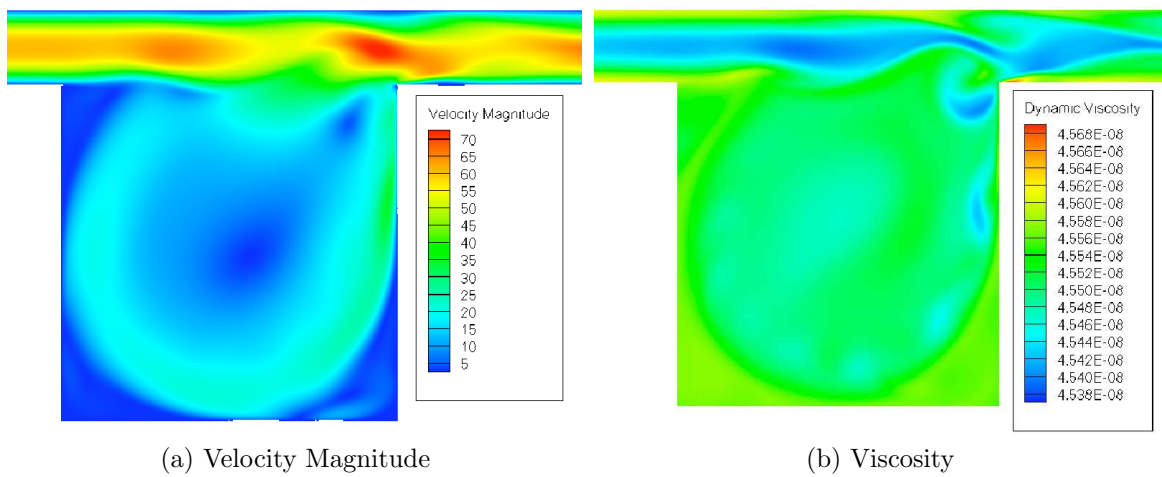 Velocity Magnitude
70
65
60
55
50
45
40
35
30
25
20
15
10
5
Dynamic Viscosity
4.568E-08
4.566E-08
4.564E-08
4.562E-08
4.560E-08
4.558E-08
4.556E-08
4.554E-08
4.552E-08
4.550E-08
4.548E-08
4.546E-08
4.544E-08
4.542E-08
4.540E-08
4.538E-08
(a) Velocity Magnitude
(b) Viscosity